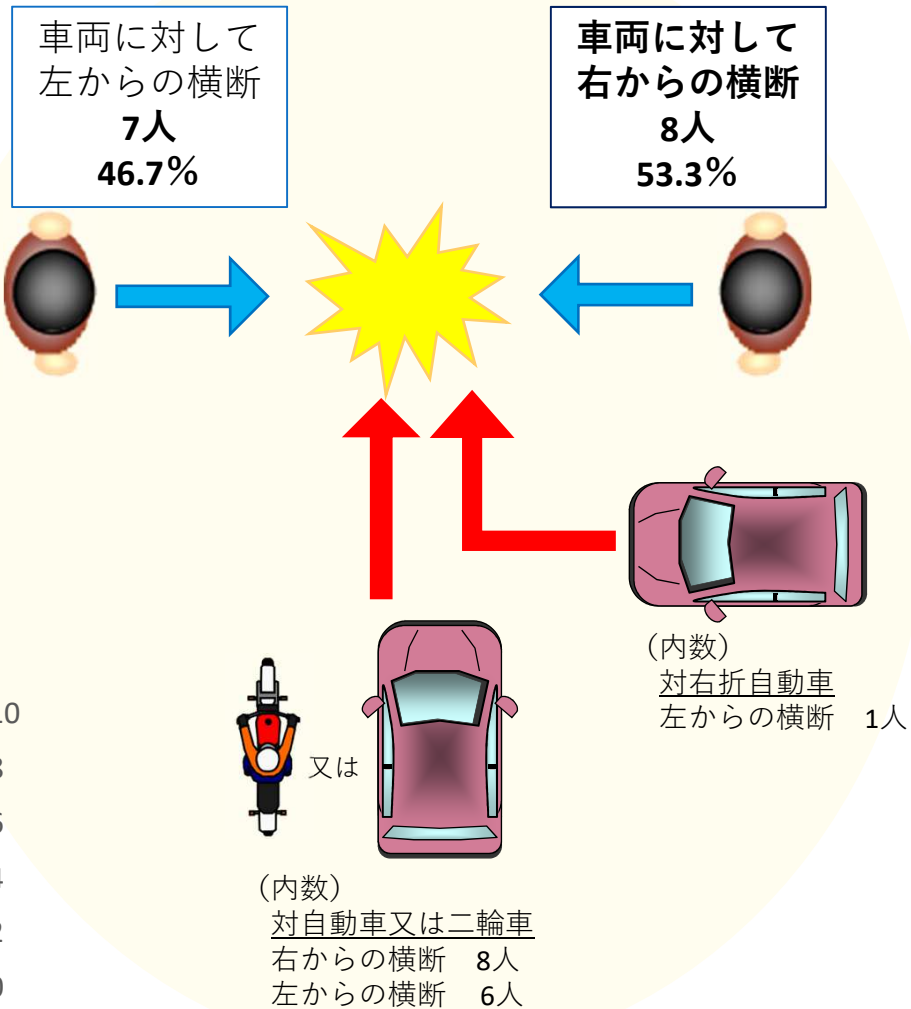 車両に対して
左からの横断
7人
46.7%
車両に対して
右からの横断
8人
53.3%
(内数)
対右折自動車
左からの横断 1人
又は
(内数)
対自動車又は二輪車
右からの横断 8人
左からの横断 6人